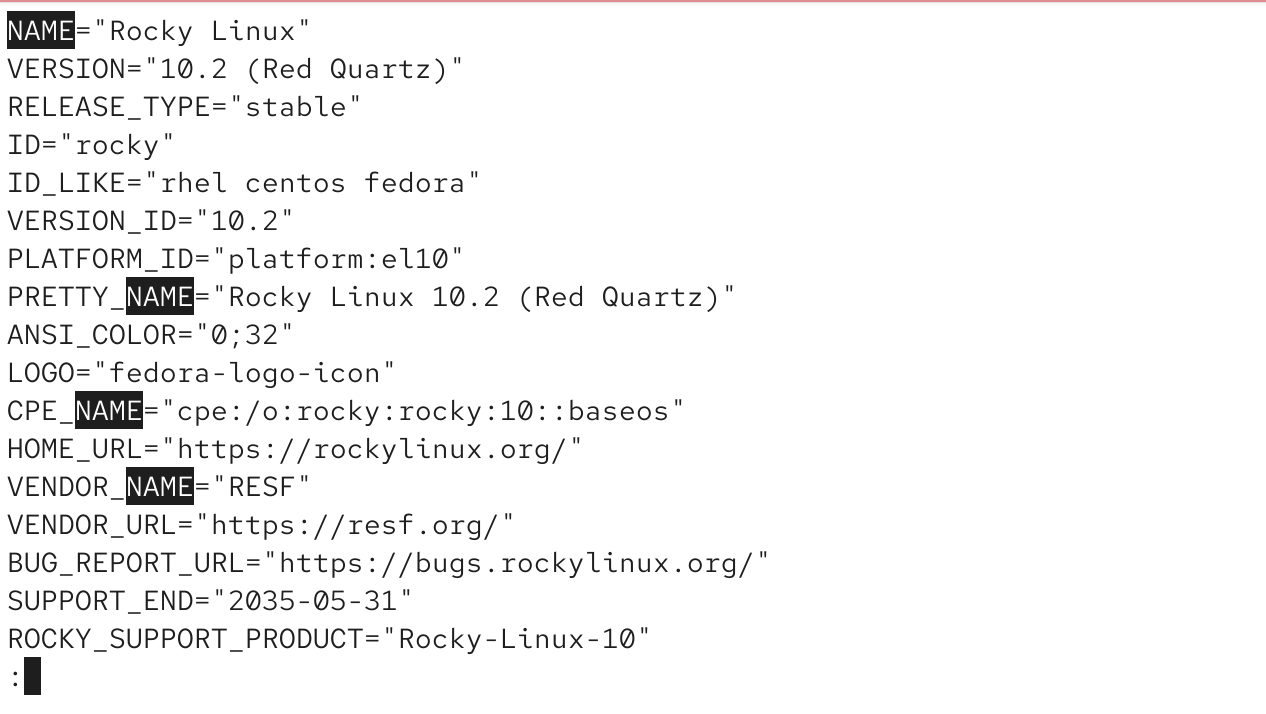 NAME="Rocky Linux"
VERSION="10.2 (Red Quartz)"
RELEASE_TYPE="stable"
ID="rocky"
ID_LIKE="rhel centos fedora"
VERSION_ID="10.2"
PLATFORM_ID="platform:el10"
PRETTY_NAME="Rocky Linux 10.2 (Red Quartz)"
ANSI_COLOR="0;32"
LOGO="fedora-logo-icon"
CPE_NAME="cpe:/o:rocky:rocky:10::baseos"
HOME_URL="https://rockylinux.org/"
VENDOR_NAME="RESF"
VENDOR_URL="https://resf.org/"
BUG_REPORT_URL="https://bugs.rockylinux.org/"
SUPPORT_END="2035-05-31"
ROCKY_SUPPORT_PRODUCT="Rocky-Linux-10"
: